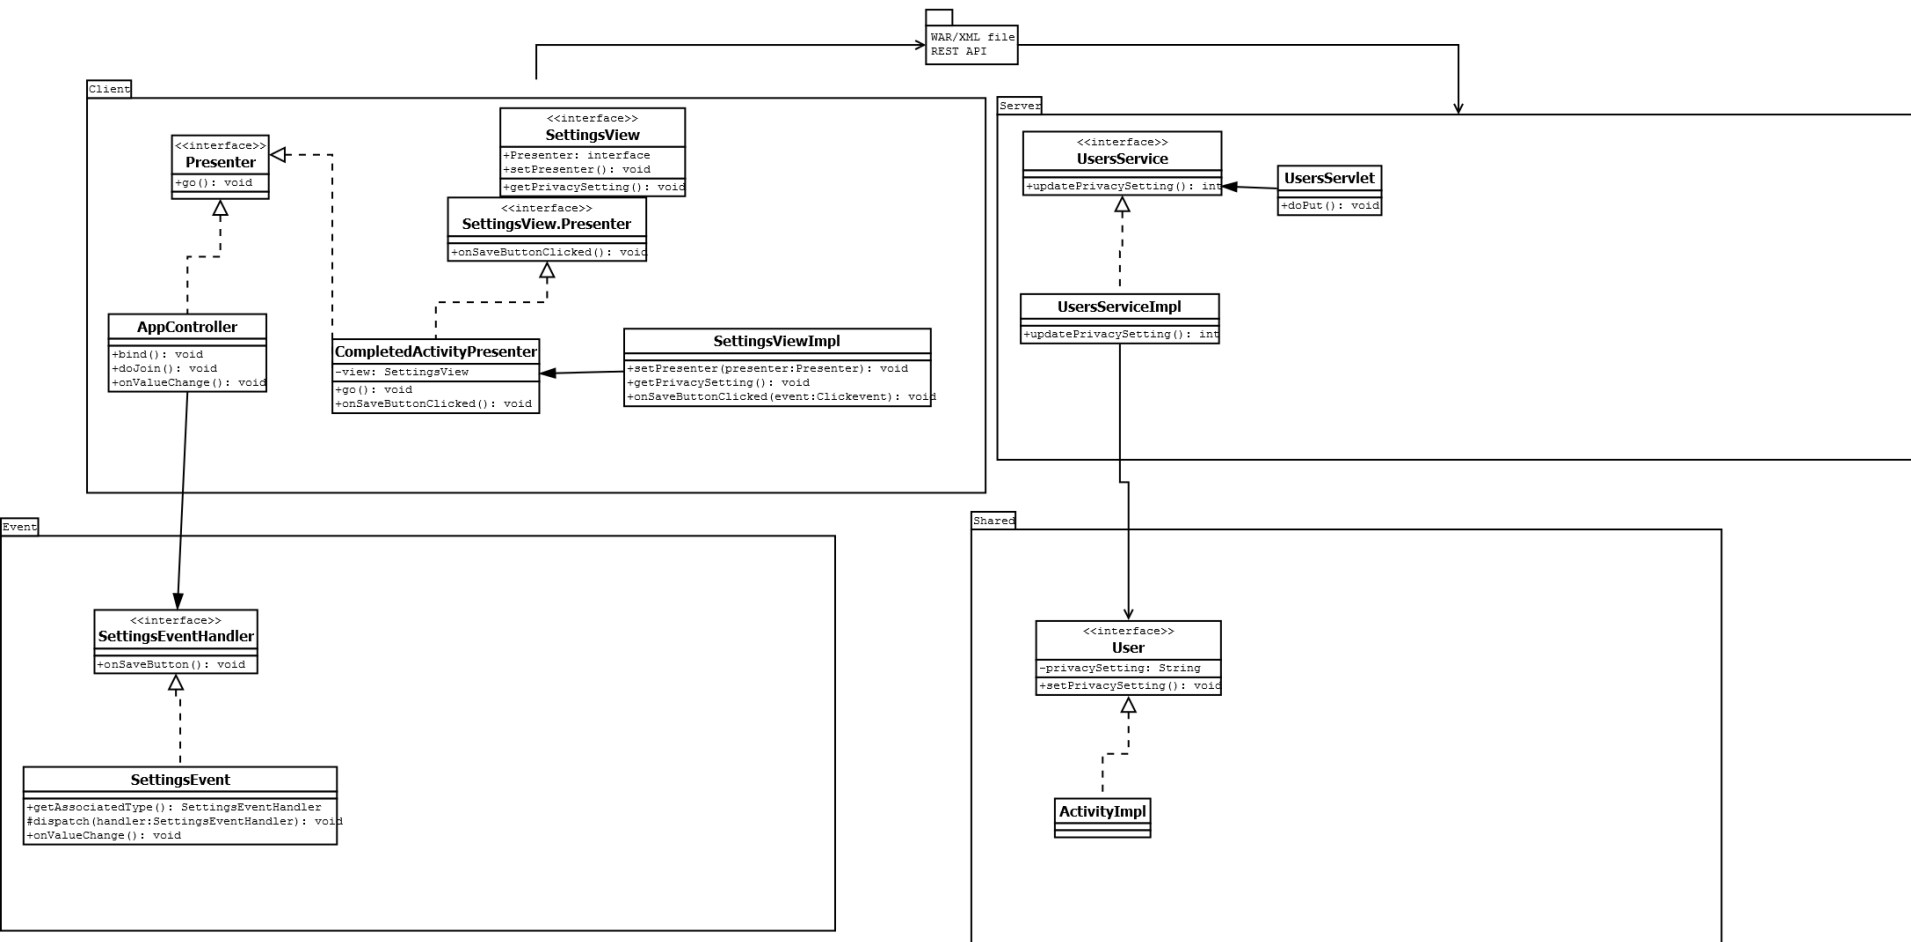 WAR/XML file
REST API
Client
<<interface>>
Presenter
+go(): void
<<interface>>
SettingsView
+Presenter: interface
+setPresenter(): void
+getPrivacySetting(): void
<<interface>>
SettingsView.Presenter
+onSaveButtonClicked(): void
AppController
+bind(): void
+doJoin(): void
+onValueChange(): void
CompletedActivityPresenter
-view: SettingsView
+go(): void
+onSaveButtonClicked(): void
SettingsViewImpl
+setPresenter(presenter:Presenter): void
+getPrivacySetting(): void
+onSaveButtonClicked(event:Clickevent): void
Server
<<interface>>
UsersService
+updatePrivacySetting(): int
UsersServlet
+doPut(): void
UsersServiceImpl
+updatePrivacySetting(): int
Event
<<interface>>
SettingsEventHandler
+onSaveButton(): void
SettingsEvent
+getAssociatedType(): SettingsEventHandler
#dispatch(handler:SettingsEventHandler): void
+onValueChange(): void
Shared
<<interface>>
User
-privacySetting: String
+setPrivacySetting(): void
ActivityImpl